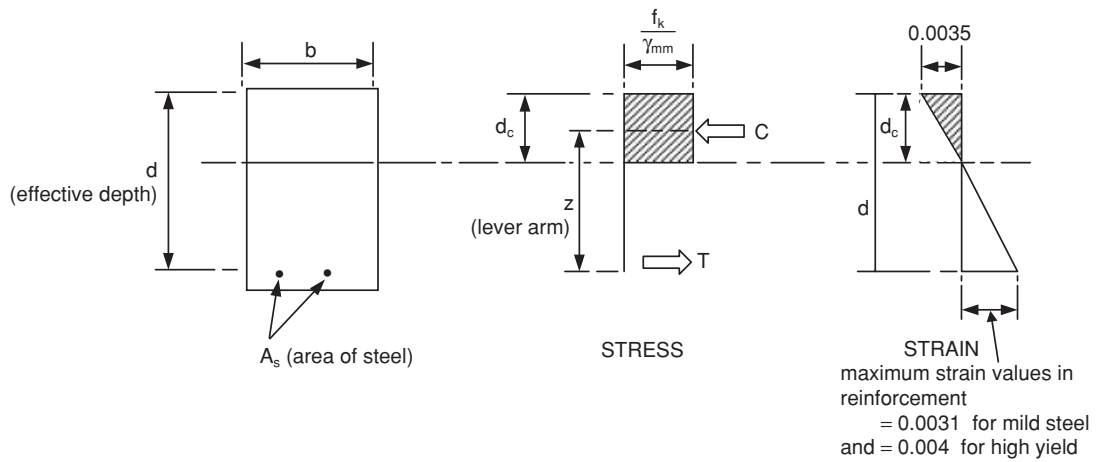 b
d
(effective depth)
A_s (area of steel)
f_k
γ_mm
d_c
C
z
(lever arm)
T
STRESS
0.0035
d_c
d
STRAIN
maximum strain values in
reinforcement
= 0.0031 for mild steel
and = 0.004 for high yield